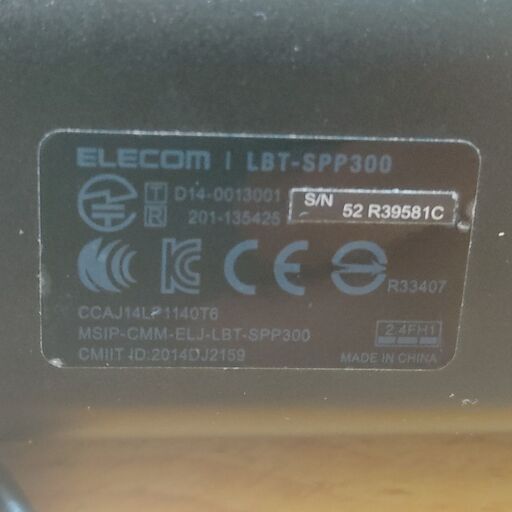 ELECOM | LBT-SPP300
T D14-0013001
R 201-135425
S/N
52 R39581C
R33407
CCAJ14LP1140T6
MSIP-CMM-ELJ-LBT-SPP300
CMIIT ID:2014DJ2159
2.4FH1
MADE IN CHINA